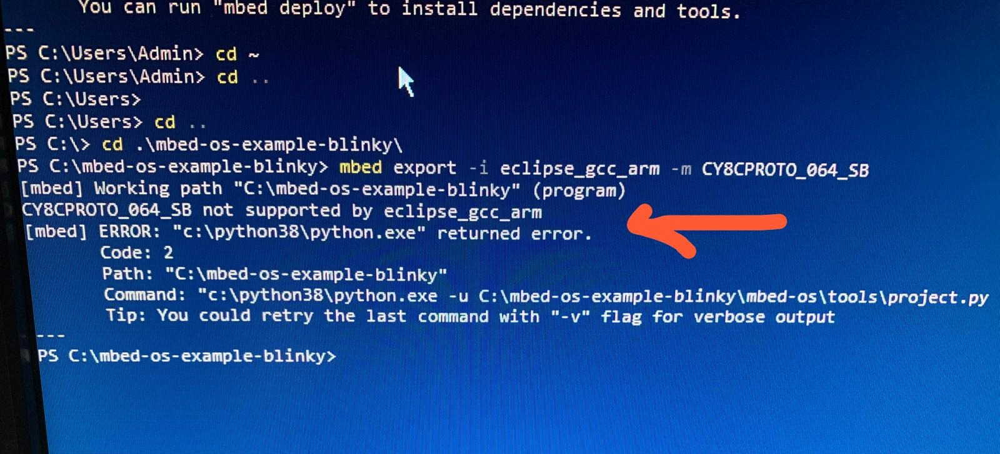 You can run "mbed deploy" to install dependencies and tools.
---
PS C:\Users\Admin> cd ~
PS C:\Users\Admin> cd ..
PS C:\Users>
PS C:\Users> cd ..
PS C:\> cd .\mbed-os-example-blinky\
PS C:\mbed-os-example-blinky> mbed export -i eclipse_gcc_arm -m CY8CPROTO_064_SB
[mbed] Working path "C:\mbed-os-example-blinky" (program)
CY8CPROTO_064_SB not supported by eclipse_gcc_arm
[mbed] ERROR: "c:\python38\python.exe" returned error.
Code: 2
Path: "C:\mbed-os-example-blinky"
Command: "c:\python38\python.exe -u C:\mbed-os-example-blinky\mbed-os\tools\project.py
Tip: You could retry the last command with "-v" flag for verbose output
---
PS C:\mbed-os-example-blinky>